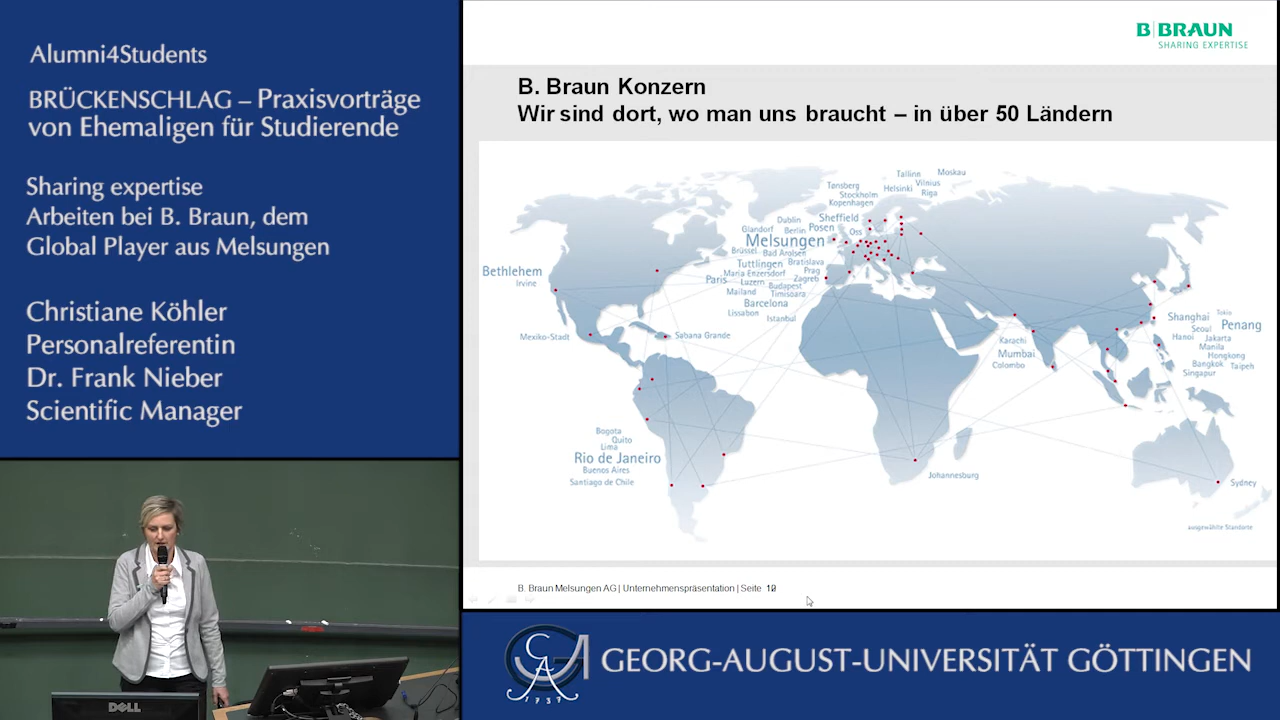 Alumni4Students
BRÜCKENSCHLAG – Praxisvorträge
von Ehemaligen für Studierende
Sharing expertise
Arbeiten bei B. Braun, dem
Global Player aus Melsungen
Christiane Köhler
Personalreferentin
Dr. Frank Nieber
Scientific Manager
DELL
B BRAUN
SHARING EXPERTISE
B. Braun Konzern
Wir sind dort, wo man uns braucht – in über 50 Ländern
Tallinn
Moskau
Tønsberg
Helsinki
Vilnius
Stockholm
Riga
Kopenhagen
Dublin
Sheffield
Glandorf
Berlin
Posen
Oss
Melsungen
Brüssel
Bad Arolsen
Tuttlingen
Bratislava
Paris
Maria Enzersdorf
Prag
Luzern
Zagreb
Mailand
Budapest
Timisoara
Barcelona
Lissabon
Istanbul
Bethlehem
Irvine
Mexiko-Stadt
Sabana Grande
Bogota
Quito
Lima
Rio de Janeiro
Buenos Aires
Santiago de Chile
Johannesburg
Karachi
Mumbai
Colombo
Shanghai
Tokio
Seoul
Penang
Hanoi
Jakarta
Manila
Hongkong
Bangkok
Taipeh
Singapur
Sydney
ausgewählte Standorte
B. Braun Melsungen AG | Unternehmenspräsentation | Seite
GEORG-AUGUST-UNIVERSITÄT GÖTTINGEN
GAU
1737